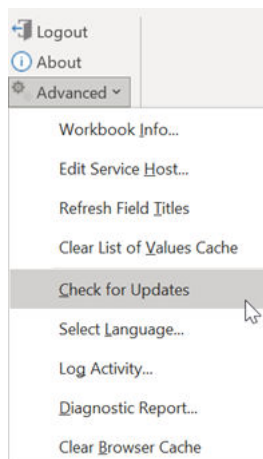 Logout
About
Advanced
Workbook Info...
Edit Service Host...
Refresh Field Titles
Clear List of Values Cache
Check for Updates
Select Language...
Log Activity...
Diagnostic Report...
Clear Browser Cache